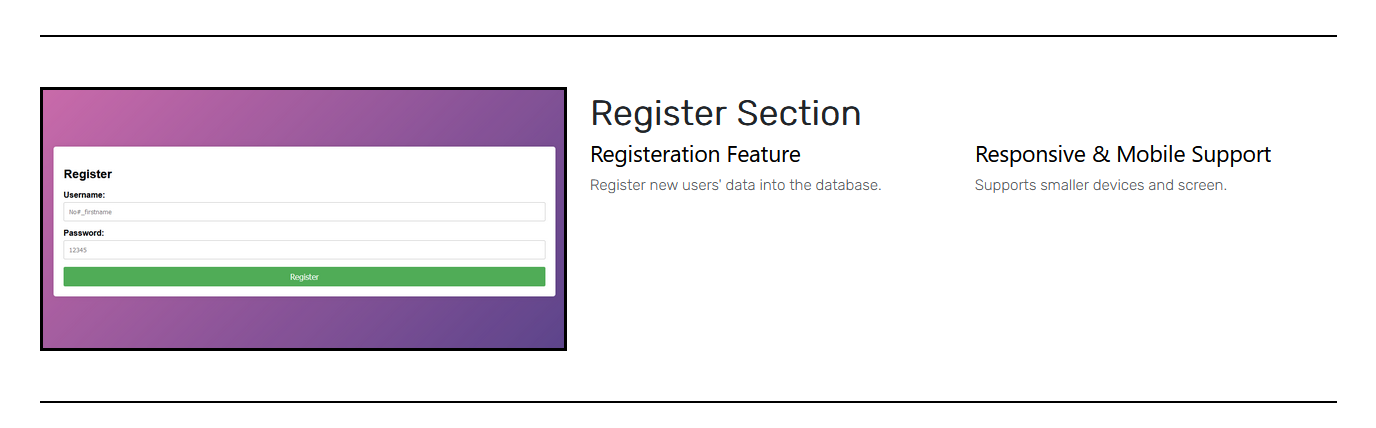 Register
Username:
No#_firstname
Password:
12345
Register
Register Section
Registeration Feature
Register new users' data into the database.
Responsive & Mobile Support
Supports smaller devices and screen.